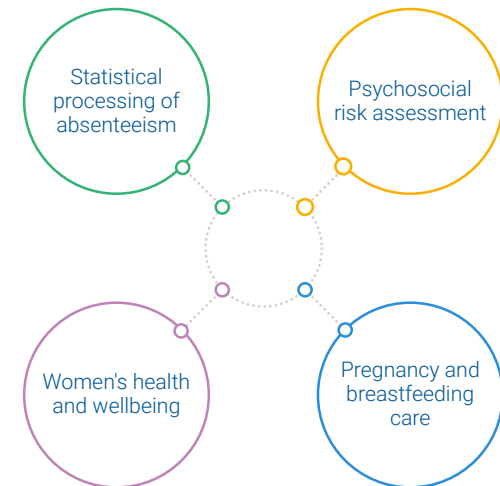 Statistical
processing of
absenteeism
Psychosocial
risk assessment
Women's health
and wellbeing
Pregnancy and
breastfeeding
care